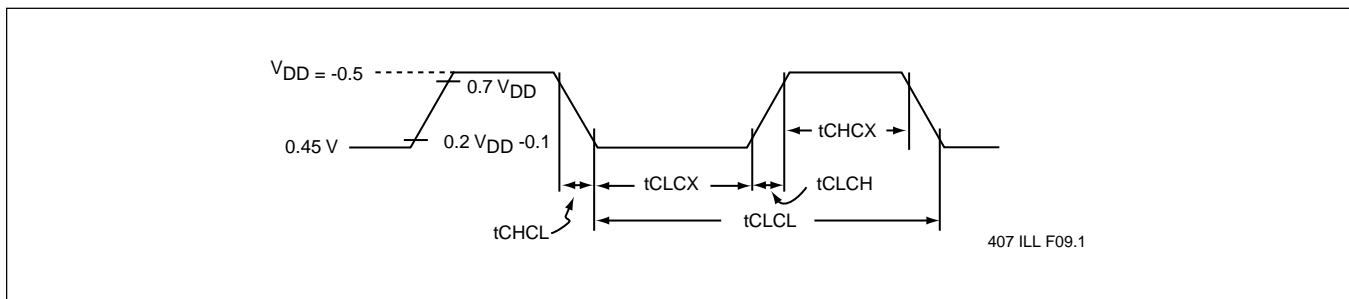 VDD = -0.5
0.7 VDD
0.45 V
0.2 VDD -0.1
tCHCX
tCLCX
tCLCH
tCHCL
tCLCL
407 ILL F09.1